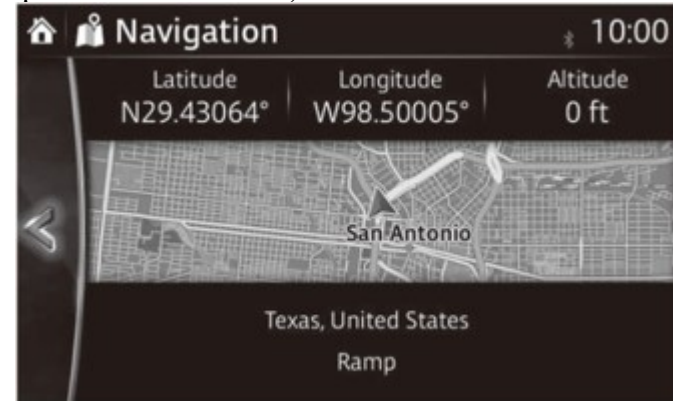 Navigation 10:00
Latitude Longitude Altitude
N29.43064° W98.50005° 0 ft
San Antonio
Texas, United States
Ramp